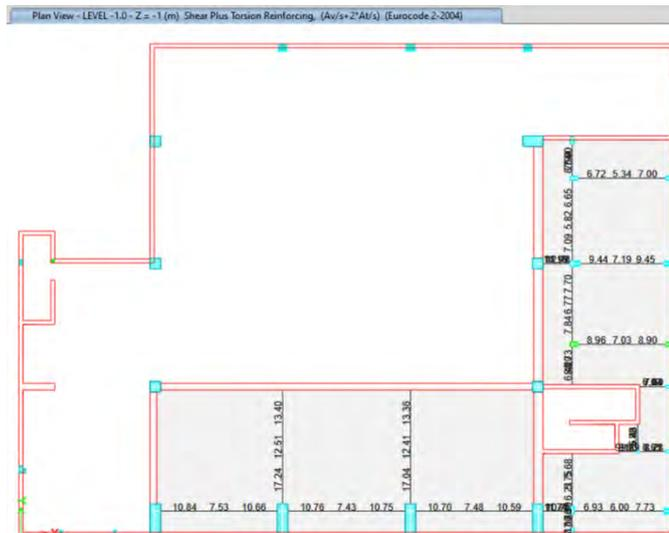 Plan View - LEVEL -1.0 - Z = -1 (m) Shear Plus Torsion Reinforcing, (Av/s+2*At/s) (Eurocode 2-2004)
6.72 5.34 7.00
7.09 5.82 6.65
9.44 7.19 9.45
7.84 6.77 7.70
8.96 7.03 8.90
17.24 12.51 13.40
17.04 12.41 13.36
10.84 7.53 10.66
10.76 7.43 10.75
10.70 7.48 10.59
6.93 6.00 7.73